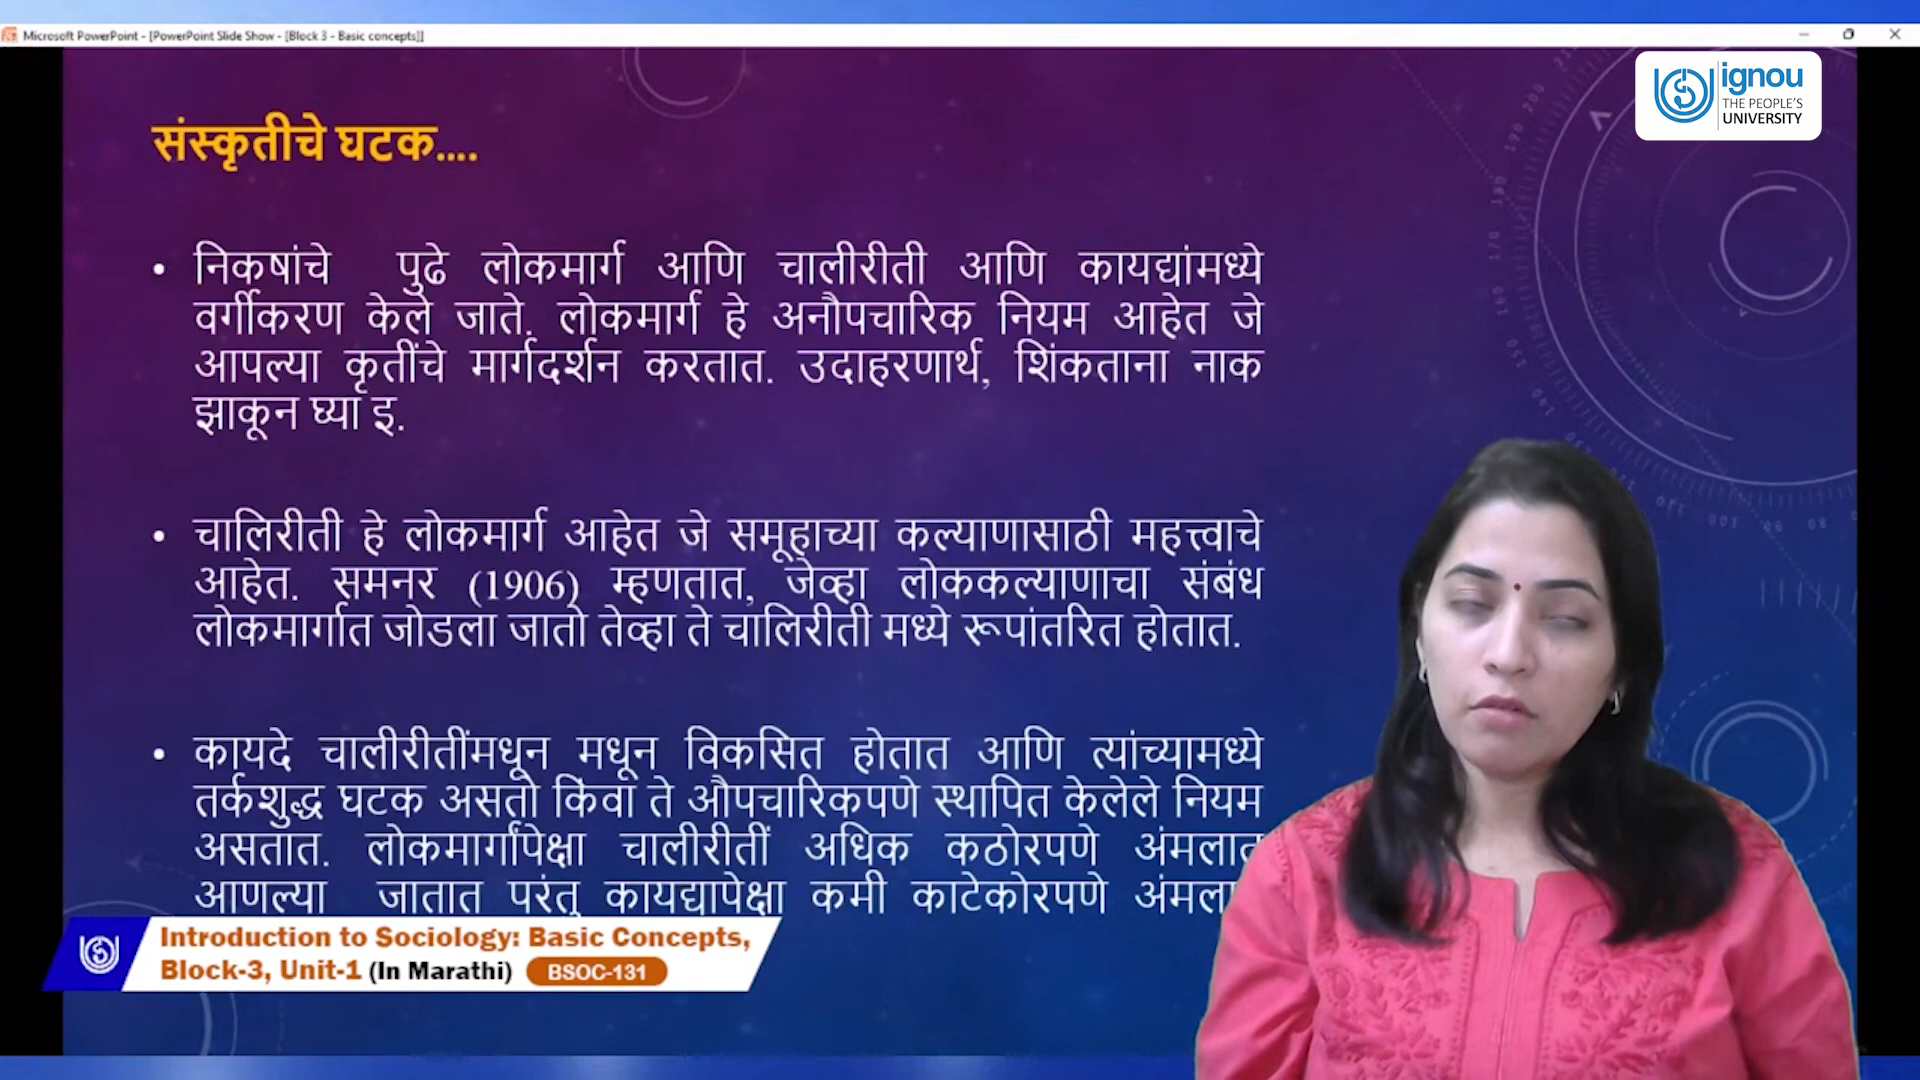 Microsoft PowerPoint - [PowerPoint Slide Show - [Block 3 - Basic concepts]]
ignou
THE PEOPLE'S
UNIVERSITY
संस्कृतीचे घटक....
• निकषांचे पुढे लोकमार्ग आणि चालीरीती आणि कायद्यांमध्ये
वर्गीकरण केले जाते. लोकमार्ग हे अनौपचारिक नियम आहेत जे
आपल्या कृतींचे मार्गदर्शन करतात. उदाहरणार्थ, शिंकताना नाक
झाकून घ्या इ.
• चालिरीती हे लोकमार्ग आहेत जे समूहाच्या कल्याणासाठी महत्त्वाचे
आहेत. समनर (1906) म्हणतात, जेव्हा लोककल्याणाचा संबंध
लोकमार्गात जोडला जातो तेव्हा ते चालिरीती मध्ये रूपांतरित होतात.
• कायदे चालीरीतींमधून मधून विकसित होतात आणि त्यांच्यामध्ये
तर्कशुद्ध घटक असतो किंवा ते औपचारिकपणे स्थापित केलेले नियम
असतात. लोकमार्गांपेक्षा चालीरीतीं अधिक कठोरपणे
आणल्या जातात परंतु कायद्यापेक्षा कमी काटेकोरपणे
Introduction to Sociology: Basic Concepts,
Block-3, Unit-1 (In Marathi) BSOC-131